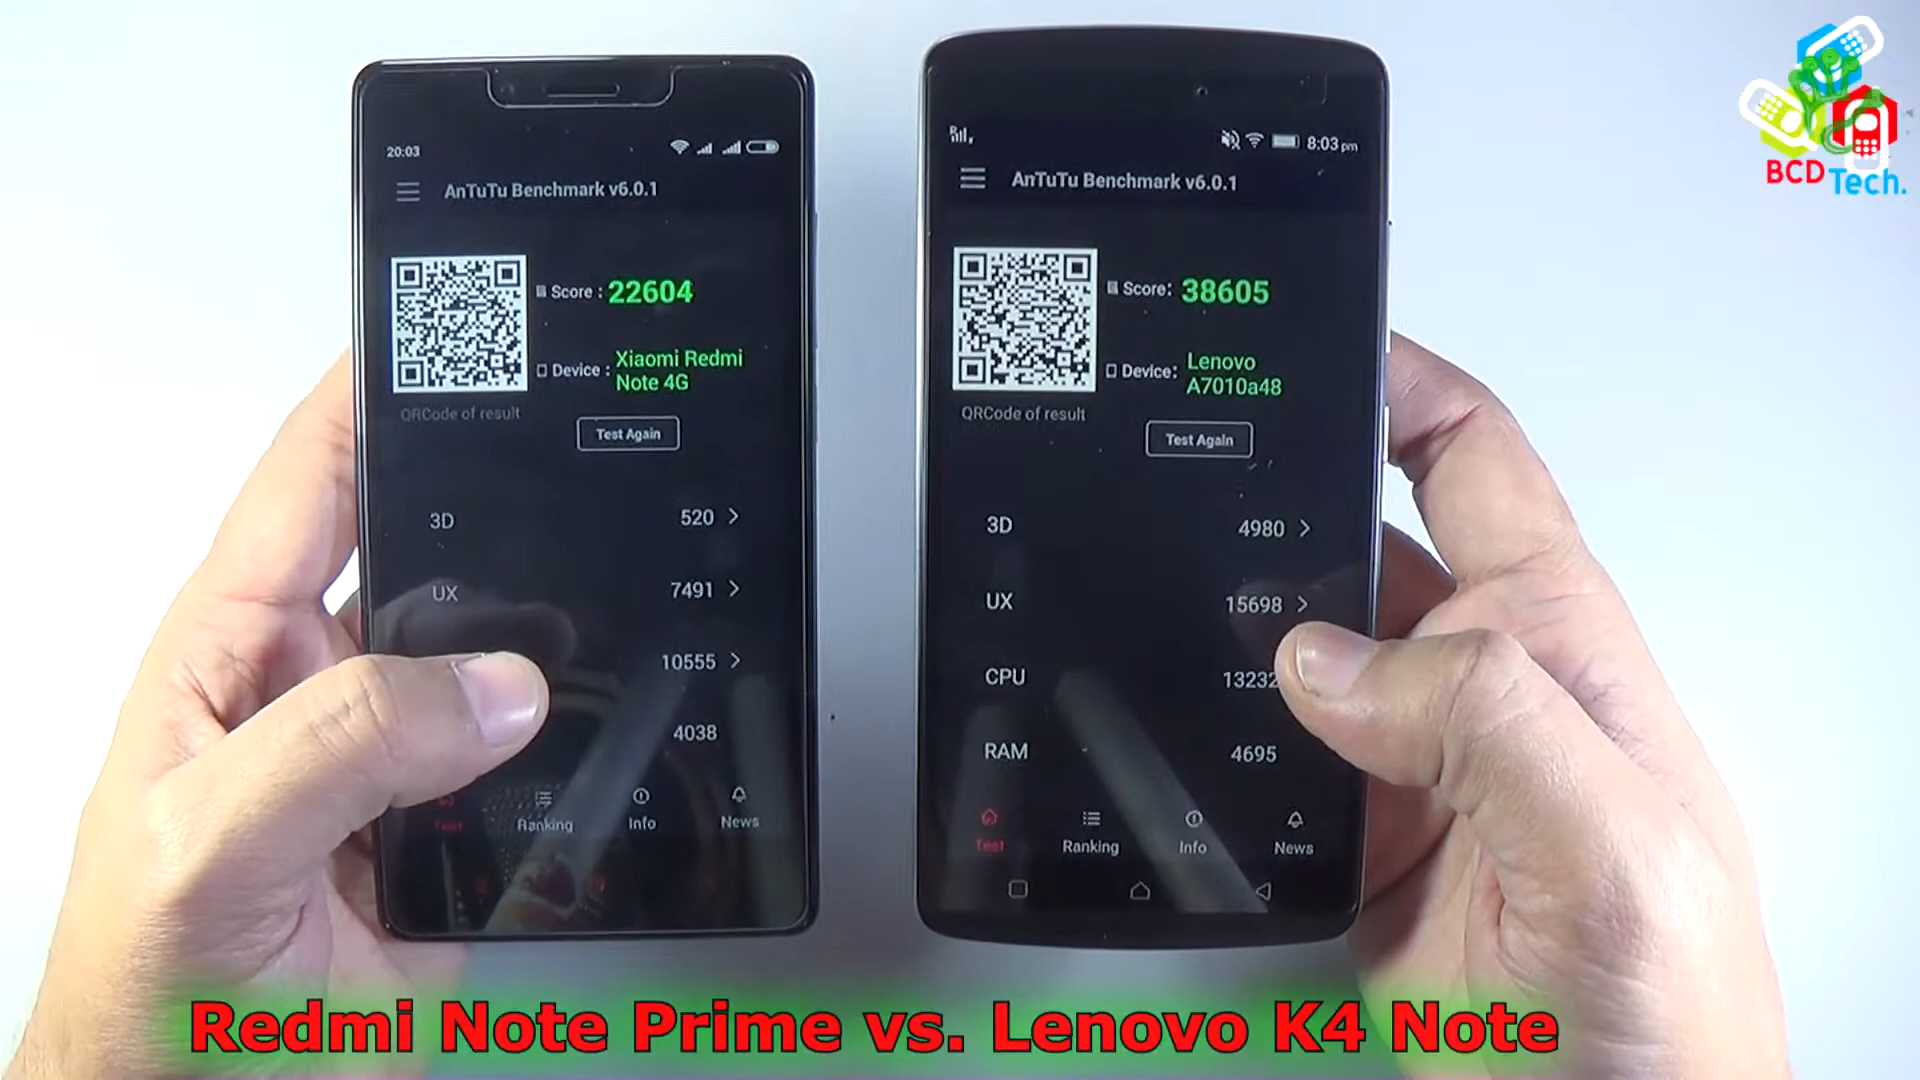 BCD Tech.
20:03
AnTuTu Benchmark v6.0.1
Score : 22604
Device : Xiaomi Redmi
Note 4G
QRCode of result
Test Again
3D 520
UX 7491
10555
4038
Test Ranking Info News
8:03 pm
AnTuTu Benchmark v6.0.1
Score: 38605
Device: Lenovo
A7010a48
QRCode of result
Test Again
3D 4980
UX 15698
CPU 13232
RAM 4695
Test Ranking Info News
Redmi Note Prime vs. Lenovo K4 Note